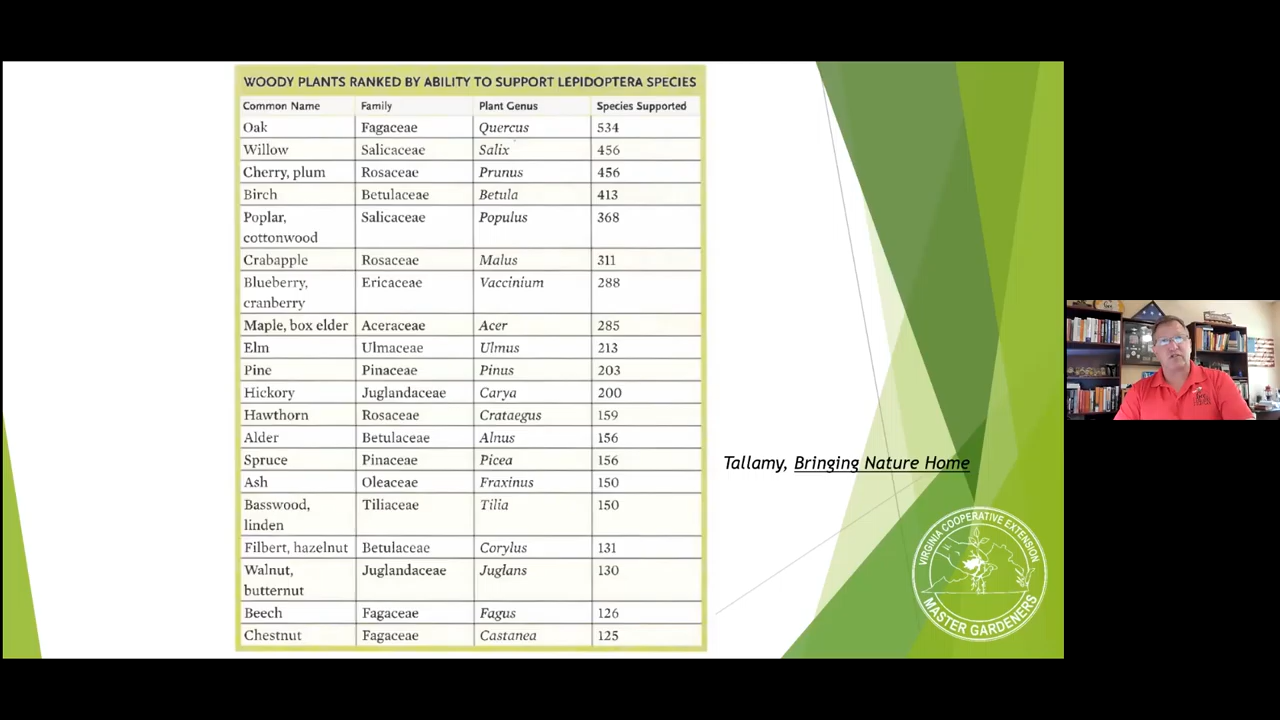 WOODY PLANTS RANKED BY ABILITY TO SUPPORT LEPIDOPTERA SPECIES
Common Name Family Plant Genus Species Supported
Oak Fagaceae Quercus 534
Willow Salicaceae Salix 456
Cherry, plum Rosaceae Prunus 456
Birch Betulaceae Betula 413
Poplar, Salicaceae Populus 368
cottonwood
Crabapple Rosaceae Malus 311
Blueberry, Ericaceae Vaccinium 288
cranberry
Maple, box elder Aceraceae Acer 285
Elm Ulmaceae Ulmus 213
Pine Pinaceae Pinus 203
Hickory Juglandaceae Carya 200
Hawthorn Rosaceae Crataegus 159
Alder Betulaceae Alnus 156
Spruce Pinaceae Picea 156
Ash Oleaceae Fraxinus 150
Basswood, Tiliaceae Tilia 150
linden
Filbert, hazelnut Betulaceae Corylus 131
Walnut, Juglandaceae Juglans 130
butternut
Beech Fagaceae Fagus 126
Chestnut Fagaceae Castanea 125
Tallamy, Bringing Nature Home
VIRGINIA COOPERATIVE EXTENSION
MASTER GARDENERS